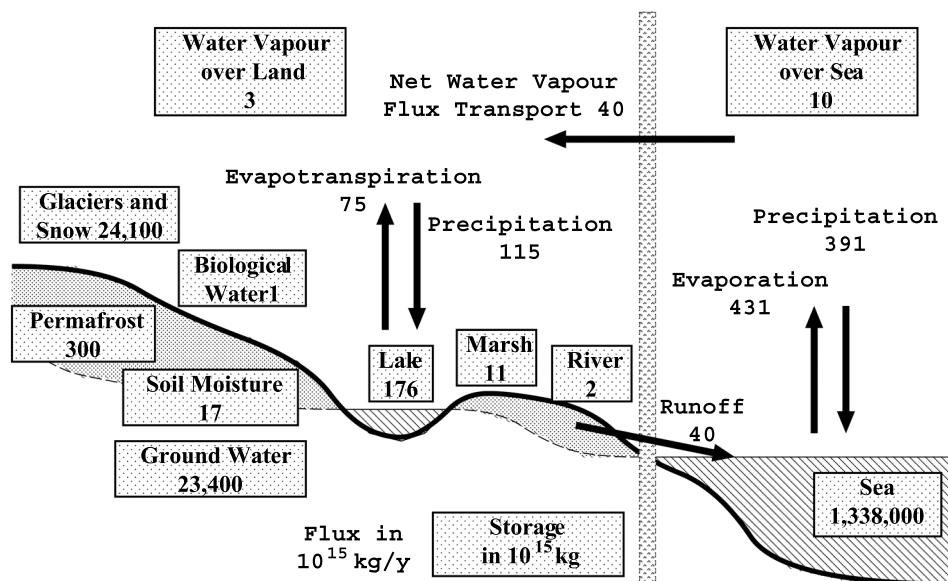 Water Vapour
over Land
3
Net Water Vapour
Flux Transport 40
Water Vapour
over Sea
10
Evapotranspiration
75
Precipitation
115
Glaciers and
Snow 24,100
Biological
Water1
Precipitation
391
Evaporation
431
Permafrost
300
Lake
176
Marsh
11
River
2
Soil Moisture
17
Runoff
40
Ground Water
23,400
Sea
1,338,000
Flux in
10¹⁵ kg/y
Storage
in 10¹⁵ kg